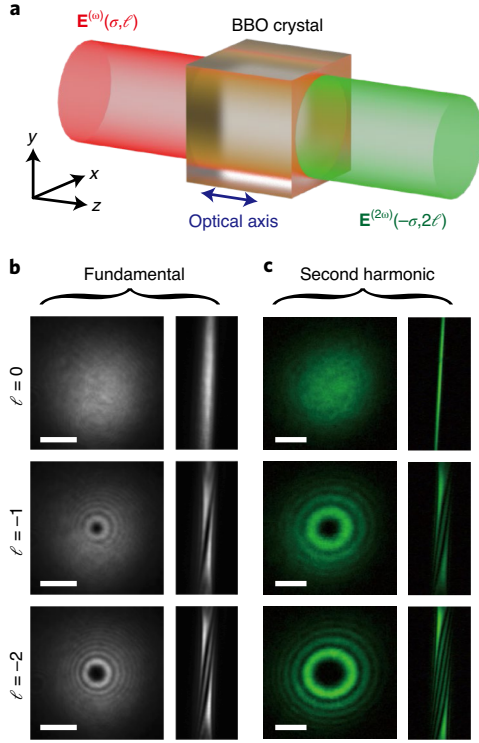 a
BBO crystal
E(ω)(σ,ℓ)
y
x
z
Optical axis
E(2ω)(−σ,2ℓ)
b
Fundamental
c
Second harmonic
ℓ = 0
ℓ = −1
ℓ = −2